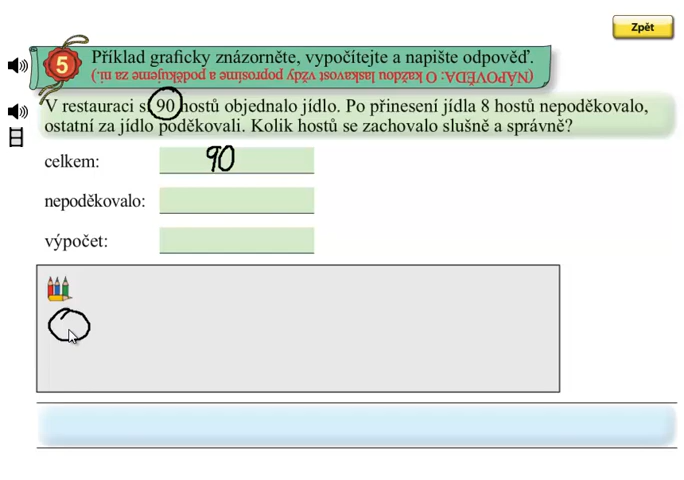 Zpět
5 Příklad graficky znázorněte, vypočítejte a napište odpověď.
(NÁPOVĚDA: O každou laskavost vždy poprosíme a poděkujeme za ni.)
V restauraci si 90 hostů objednalo jídlo. Po přinesení jídla 8 hostů nepoděkovalo,
ostatní za jídlo poděkovali. Kolik hostů se zachovalo slušně a správně?
celkem: 90
nepoděkovalo:
výpočet: